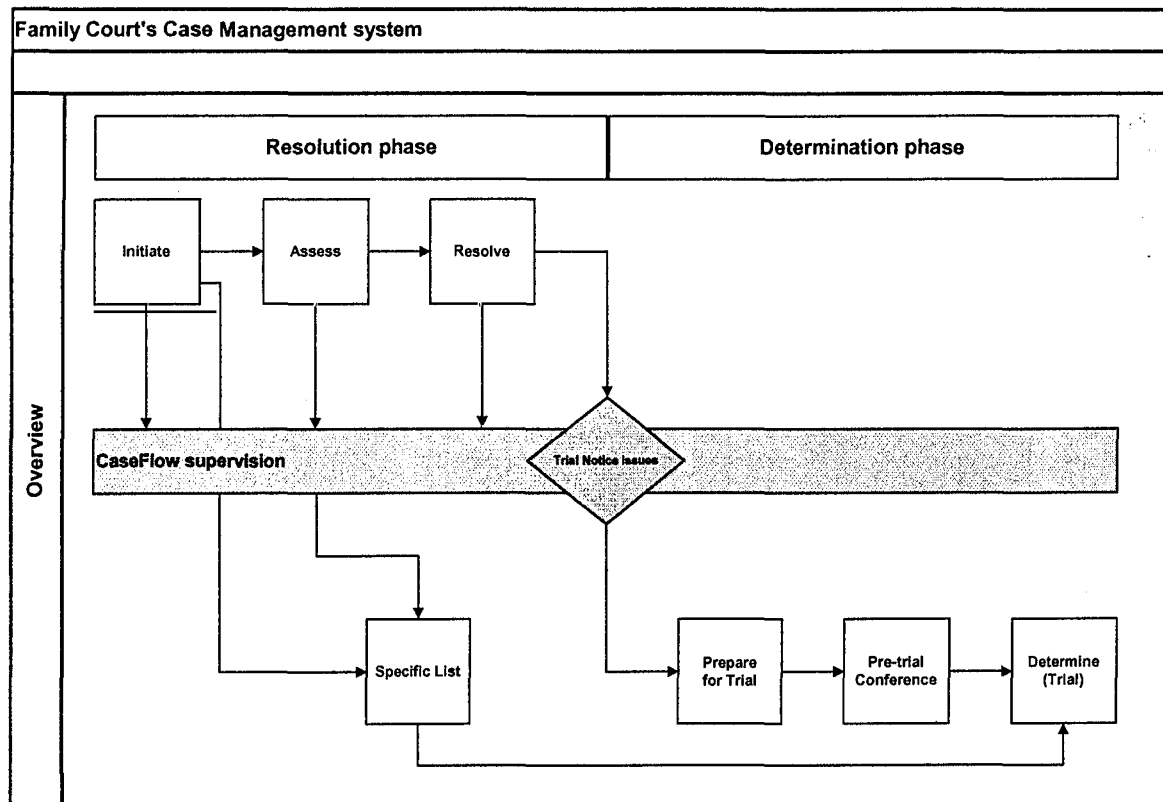 Family Court's Case Management system
Overview
Resolution phase
Determination phase
Initiate
Assess
Resolve
CaseFlow supervision
Trial Notice issues
Specific List
Prepare
for Trial
Pre-trial
Conference
Determine
(Trial)